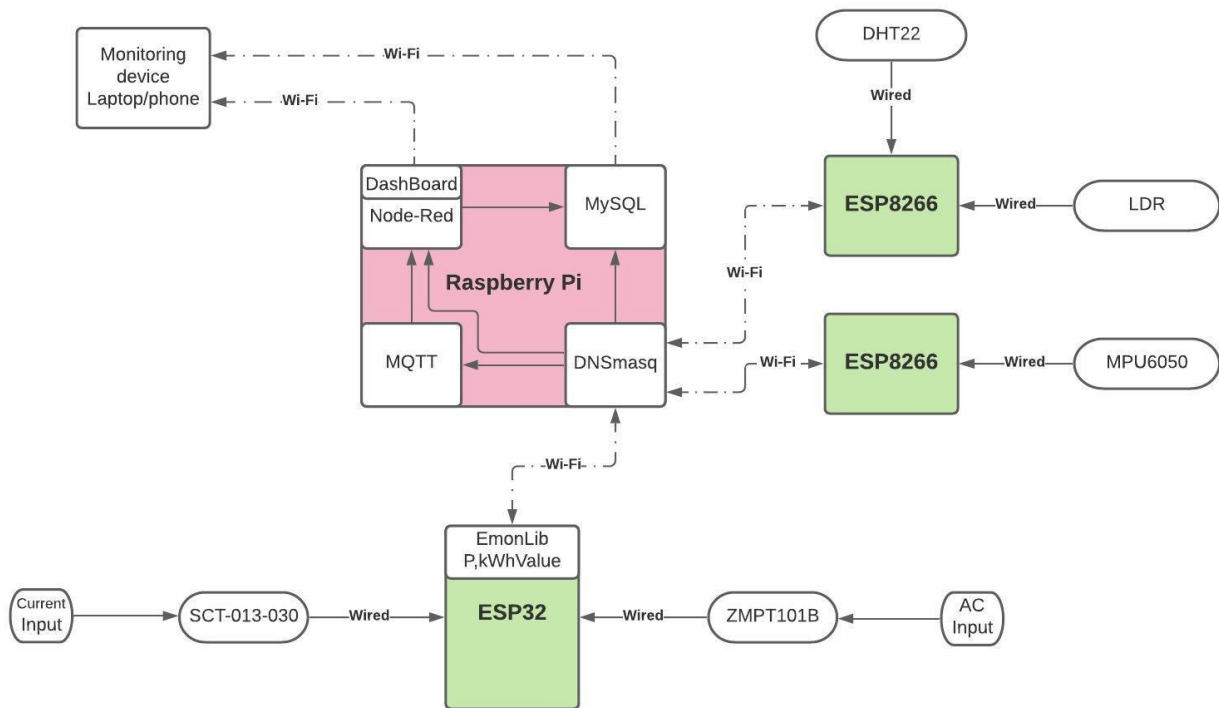 DHT22
Monitoring
device
Laptop/phone
Wi-Fi
Wi-Fi
Wired
DashBoard
Node-Red
MySQL
ESP8266
Wired
LDR
Raspberry Pi
Wi-Fi
MQTT
DNSmasq
Wi-Fi
ESP8266
Wired
MPU6050
Wi-Fi
EmonLib
P,kWhValue
ESP32
Current
Input
SCT-013-030
Wired
Wired
ZMPT101B
AC
Input